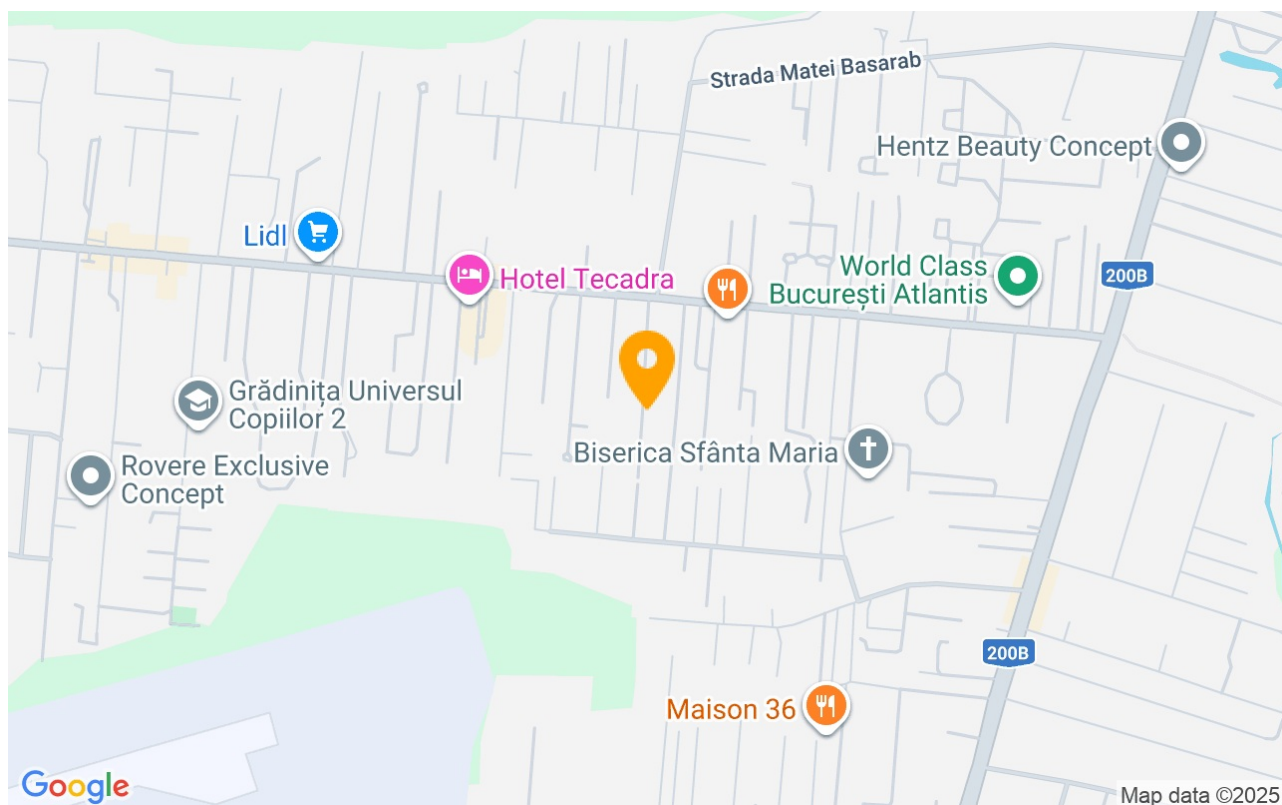 Strada Matei Basarab
Hentz Beauty Concept
Lidl
Hotel Tecadra
World Class
București Atlantis
200B
Grădinița Universul
Copiilor 2
Biserica Sfânta Maria
Rovere Exclusive
Concept
200B
Maison 36
Google
Map data ©2025